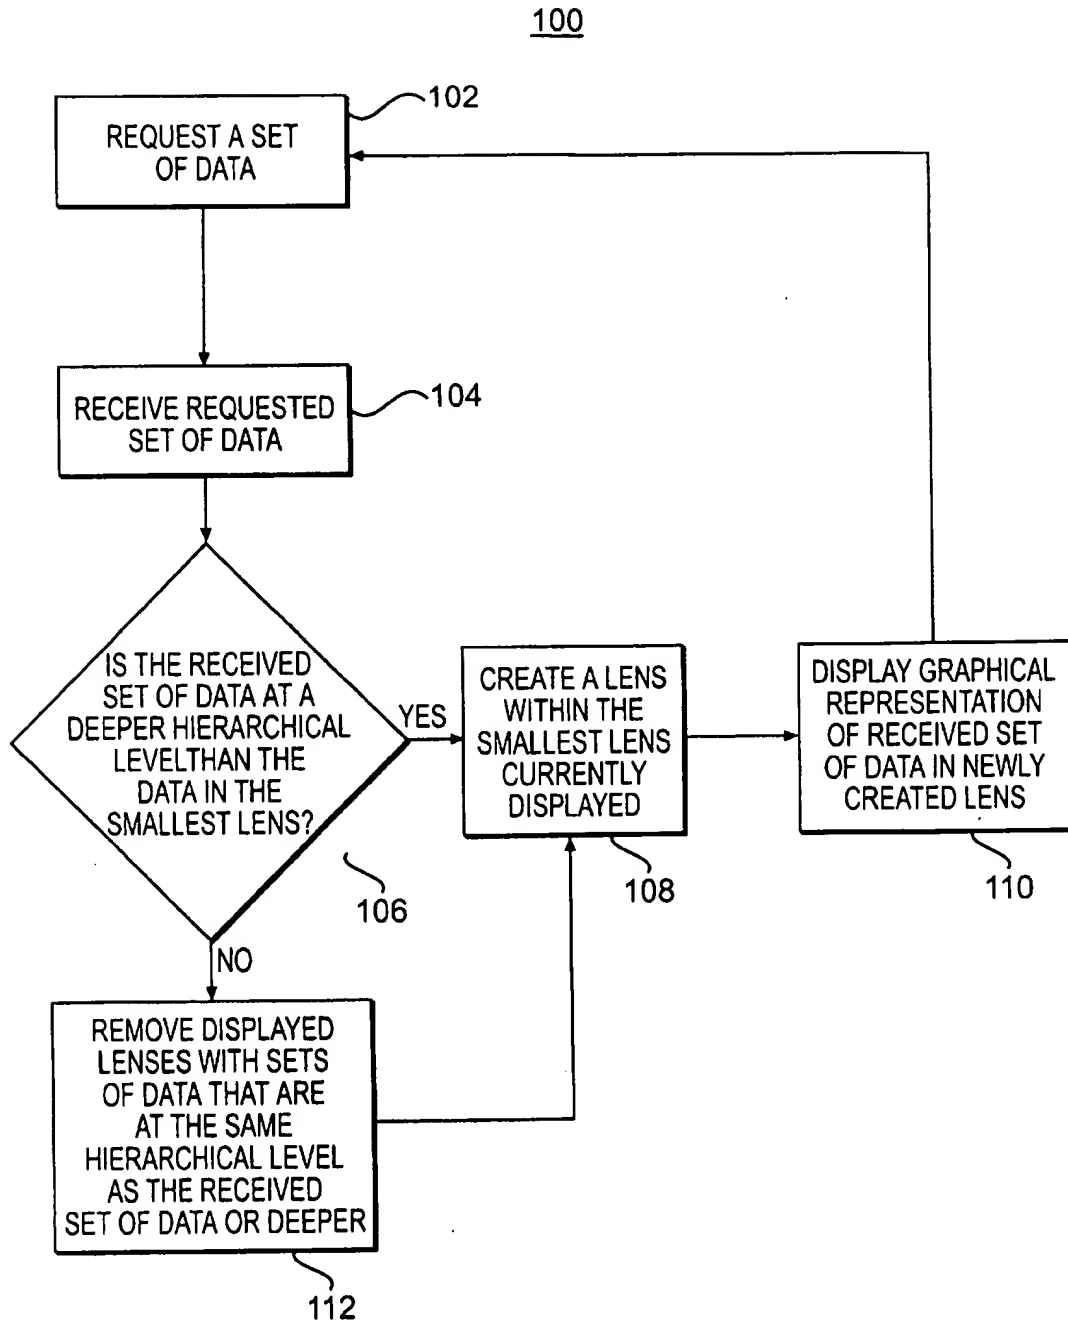 100
102
REQUEST A SET
OF DATA
104
RECEIVE REQUESTED
SET OF DATA
IS THE RECEIVED
SET OF DATA AT A
DEEPER HIERARCHICAL
LEVELTHAN THE
DATA IN THE
SMALLEST LENS?
106
YES
NO
CREATE A LENS
WITHIN THE
SMALLEST LENS
CURRENTLY
DISPLAYED
108
DISPLAY GRAPHICAL
REPRESENTATION
OF RECEIVED SET
OF DATA IN NEWLY
CREATED LENS
110
REMOVE DISPLAYED
LENSES WITH SETS
OF DATA THAT ARE
AT THE SAME
HIERARCHICAL LEVEL
AS THE RECEIVED
SET OF DATA OR DEEPER
112